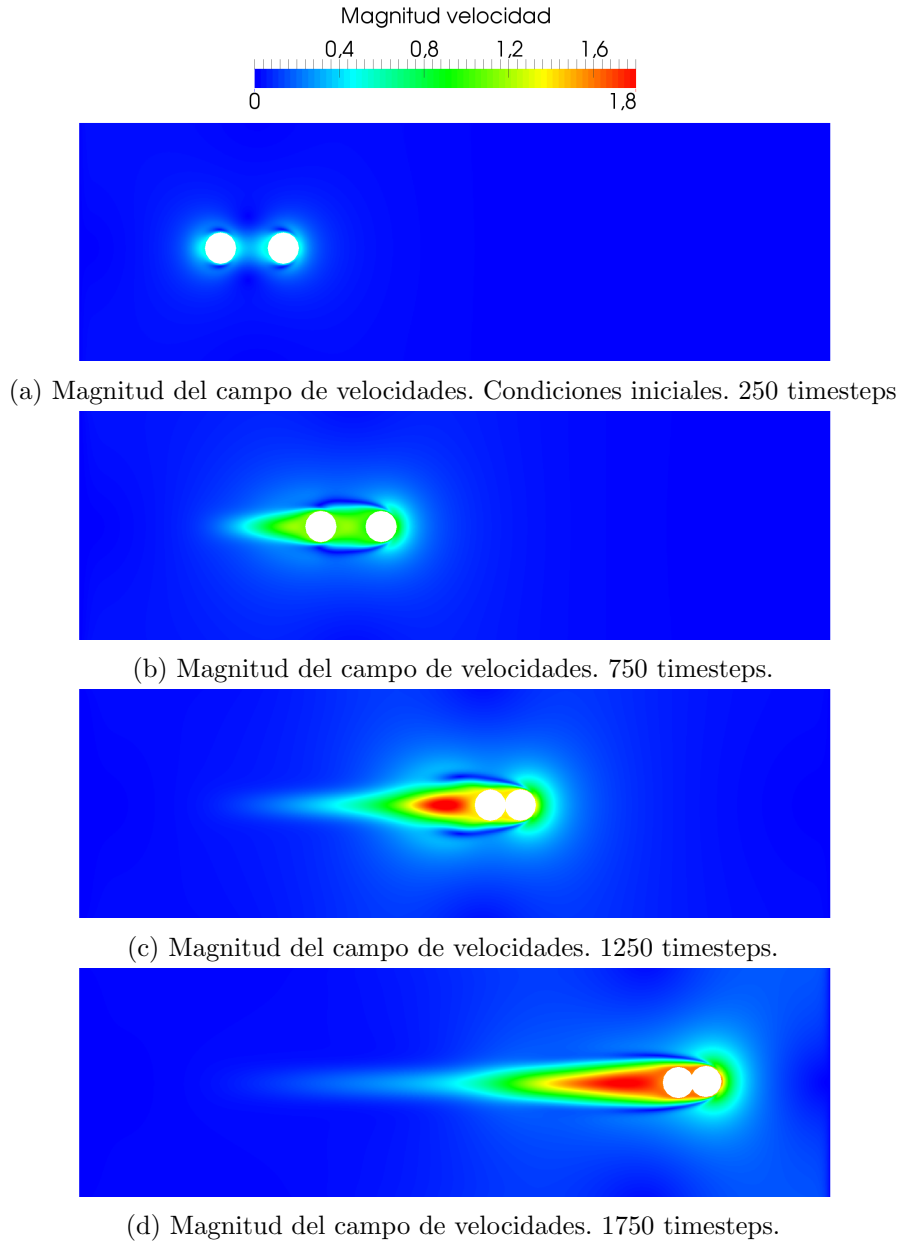 Magnitud velocidad
0,4 0,8 1,2 1,6
0 1,8
(a) Magnitud del campo de velocidades. Condiciones iniciales. 250 timesteps
(b) Magnitud del campo de velocidades. 750 timesteps.
(c) Magnitud del campo de velocidades. 1250 timesteps.
(d) Magnitud del campo de velocidades. 1750 timesteps.